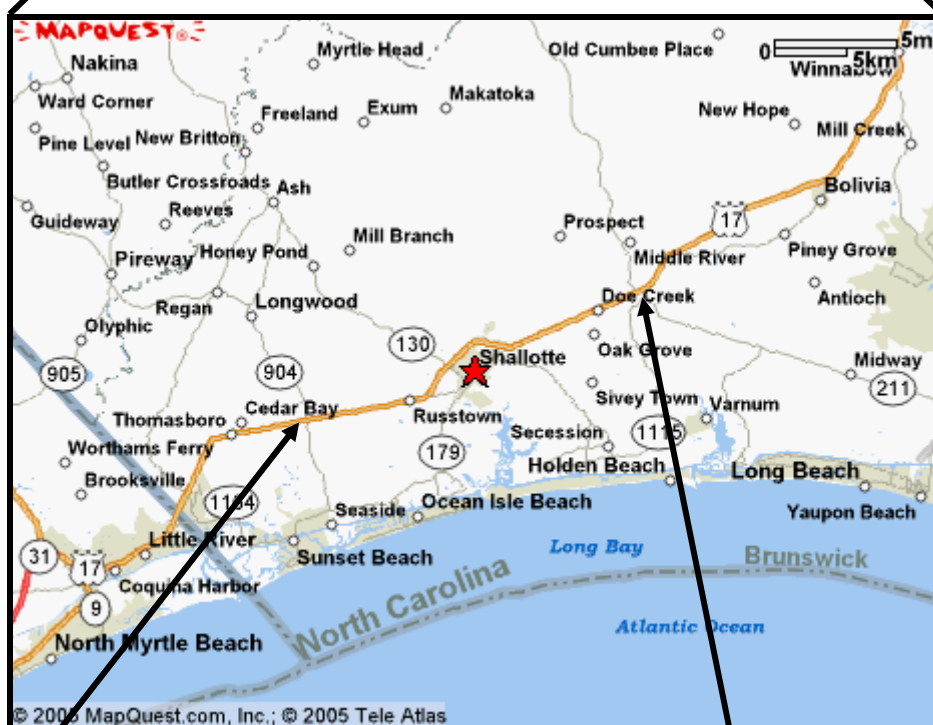 MAPQUEST®
Myrtle Head
Old Cumbee Place
0
5m
5km
Nakina
Winnabow
Ward Corner
Freeland
Exum
Makatoka
New Hope
Pine Level
New Britton
Mill Creek
Butler Crossroads
Ash
Bolivia
Guideway
Reeves
Prospect
17
Mill Branch
Piney Grove
Pireway
Honey Pond
Middle River
Regan
Longwood
Doe Creek
Antioch
Olyphic
130
Shallotte
Oak Grove
Midway
905
904
211
Thomasboro
Cedar Bay
Russtown
Sivey Town
Varnum
Worthams Ferry
179
Secession
1115
Brooksville
Holden Beach
Long Beach
Seaside
Ocean Isle Beach
Yaupon Beach
31
17
Little River
Sunset Beach
Long Bay
Brunswick
Coquina Harbor
9
North Carolina
Atlantic Ocean
North Myrtle Beach
MapQuest.com, Inc.; © 2005 Tele Atlas